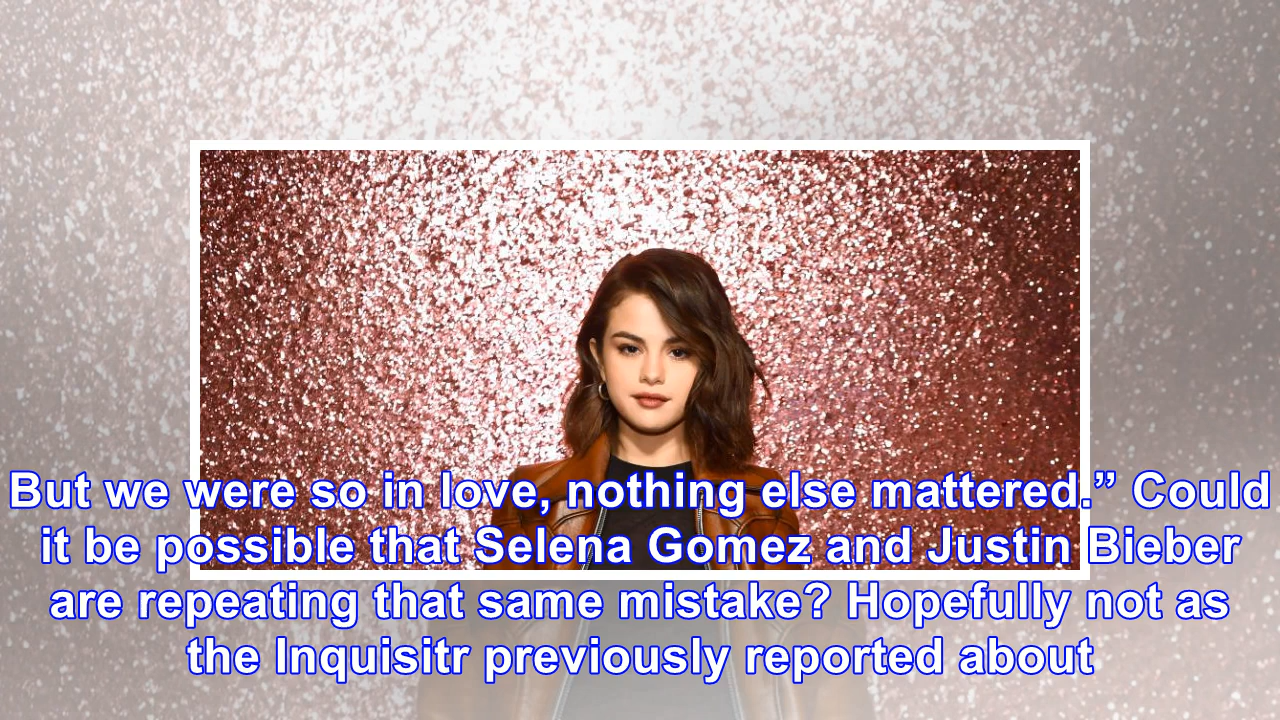 But we were so in love, nothing else mattered.” Could
it be possible that Selena Gomez and Justin Bieber
are repeating that same mistake? Hopefully not as
the Inquisitr previously reported about